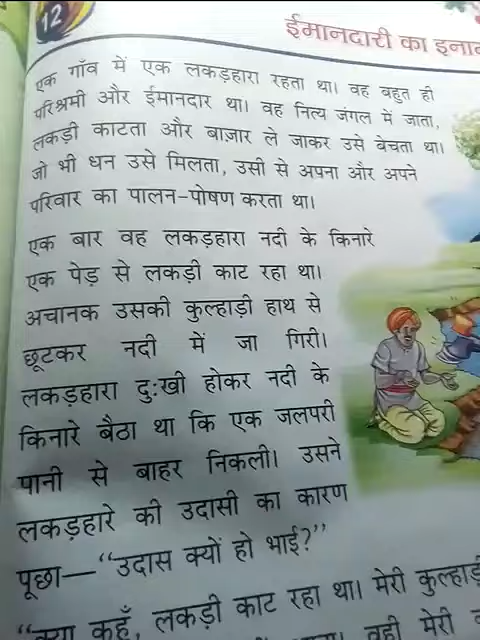 12
ईमानदारी का
एक गाँव में एक लकड़हारा रहता था। वह बहुत ही
परिश्रमी और ईमानदार था। वह नित्य जंगल में जाता,
लकड़ी काटता और बाज़ार ले जाकर उसे बेचता था।
जो भी धन उसे मिलता, उसी से अपना और अपने
परिवार का पालन-पोषण करता था।
एक बार वह लकड़हारा नदी के किनारे
एक पेड़ से लकड़ी काट रहा था।
अचानक उसकी कुल्हाड़ी हाथ से
छूटकर नदी में जा गिरी।
लकड़हारा दुःखी होकर नदी के
किनारे बैठा था कि एक जलपरी
पानी से बाहर निकली। उसने
लकड़हारे की उदासी का कारण
पूछा—“उदास क्यों हो भाई?”
“क्या कहूँ, लकड़ी काट रहा था। मेरी
मेरी